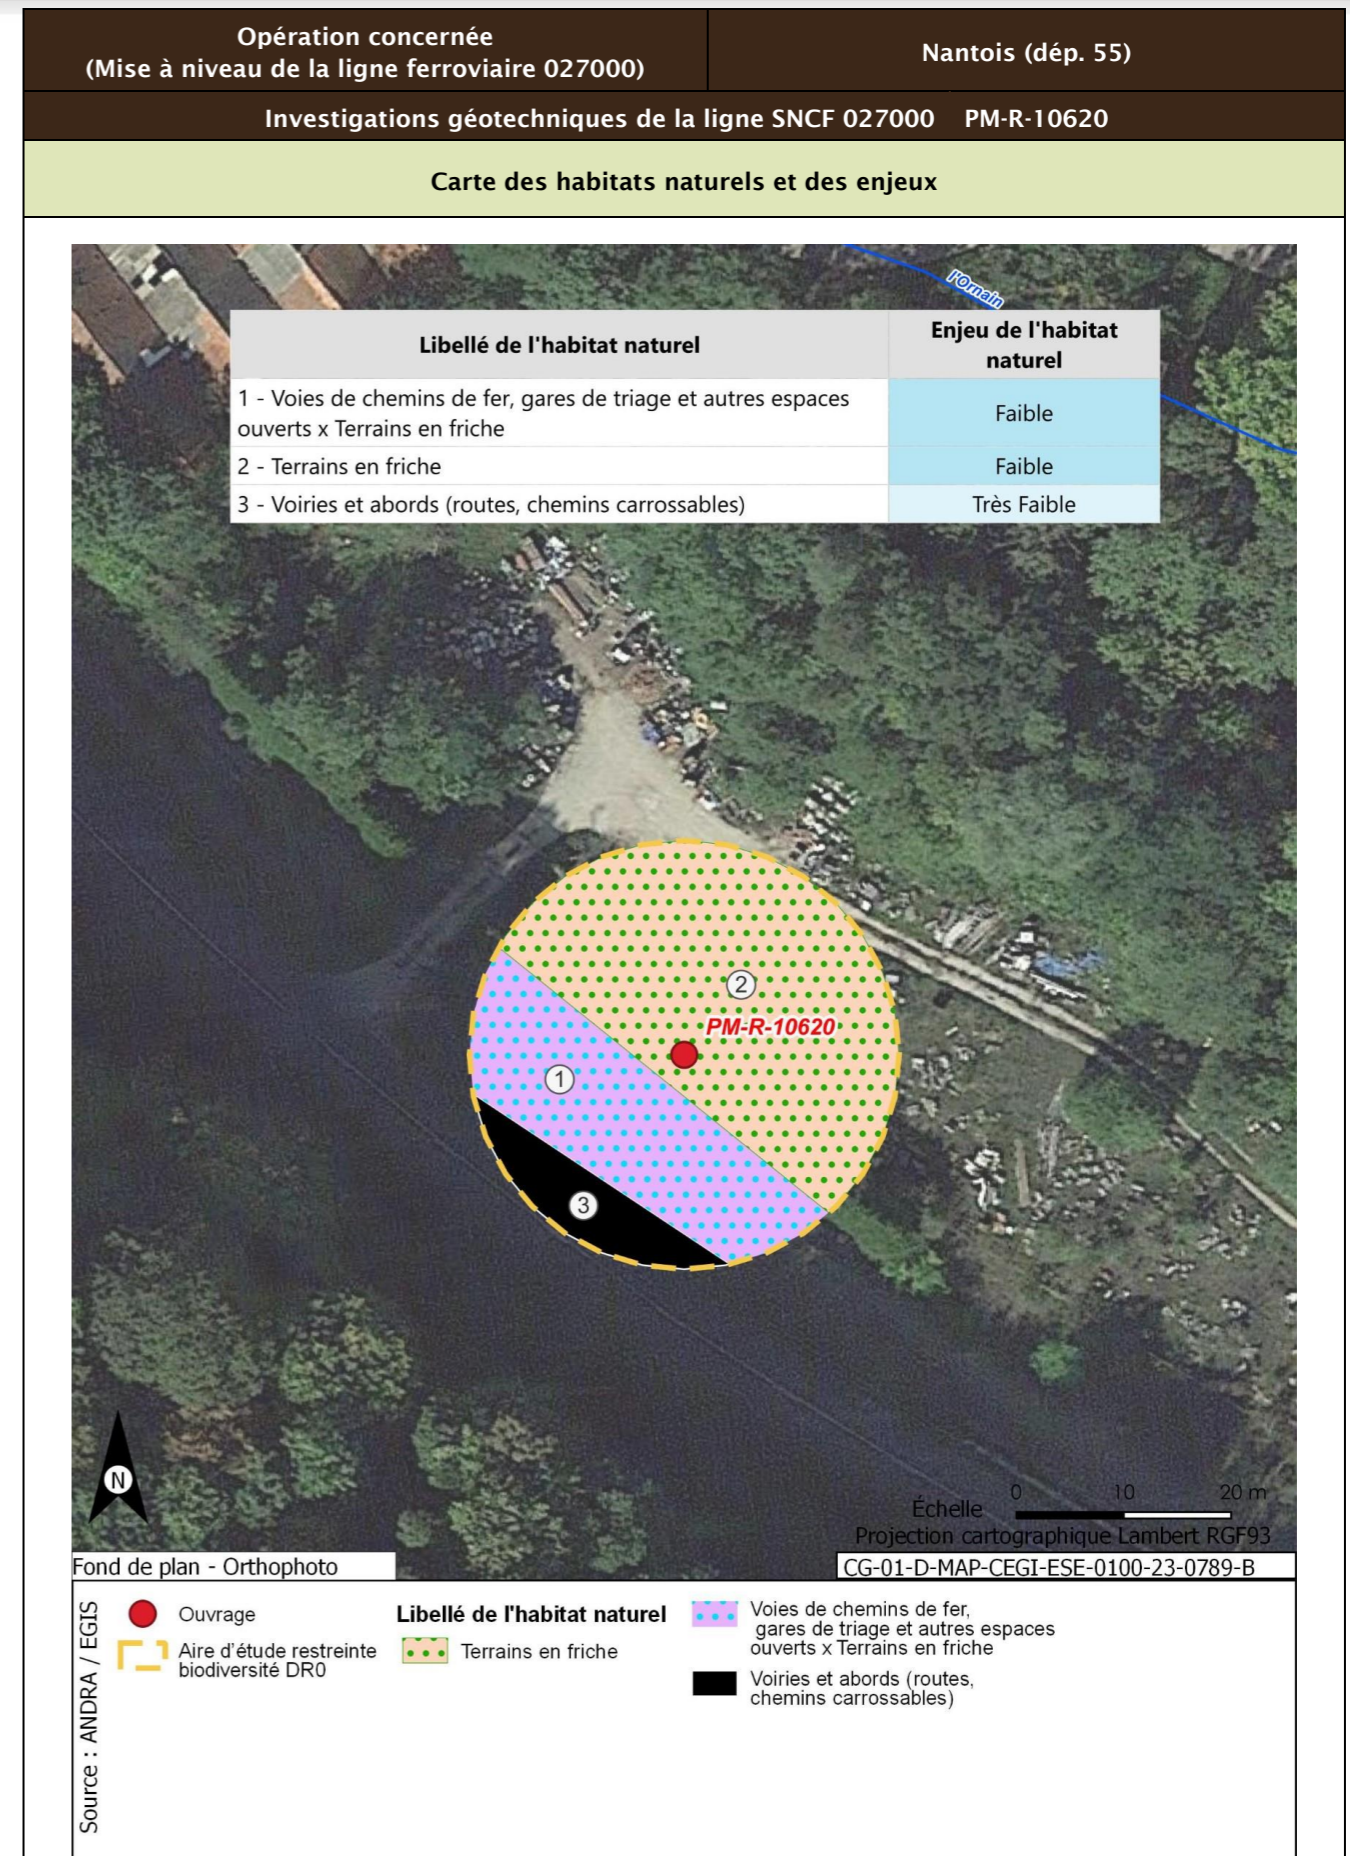 Opération concernée
(Mise à niveau de la ligne ferroviaire 027000)
Nantois (dép. 55)
Investigations géotechniques de la ligne SNCF 027000 PM-R-10620
Carte des habitats naturels et des enjeux
l'Ornain
Libellé de l'habitat naturel
Enjeu de l'habitat
naturel
1 - Voies de chemins de fer, gares de triage et autres espaces
ouverts x Terrains en friche
Faible
2 - Terrains en friche
Faible
3 - Voiries et abords (routes, chemins carrossables)
Très Faible
2
PM-R-10620
1
3
N
0 10 20 m
Échelle
Projection cartographique Lambert RGF93
Fond de plan - Orthophoto
CG-01-D-MAP-CEGI-ESE-0100-23-0789-B
Source : ANDRA / EGIS
Ouvrage
Aire d'étude restreinte
biodiversité DR0
Libellé de l'habitat naturel
Terrains en friche
Voies de chemins de fer,
gares de triage et autres espaces
ouverts x Terrains en friche
Voiries et abords (routes,
chemins carrossables)